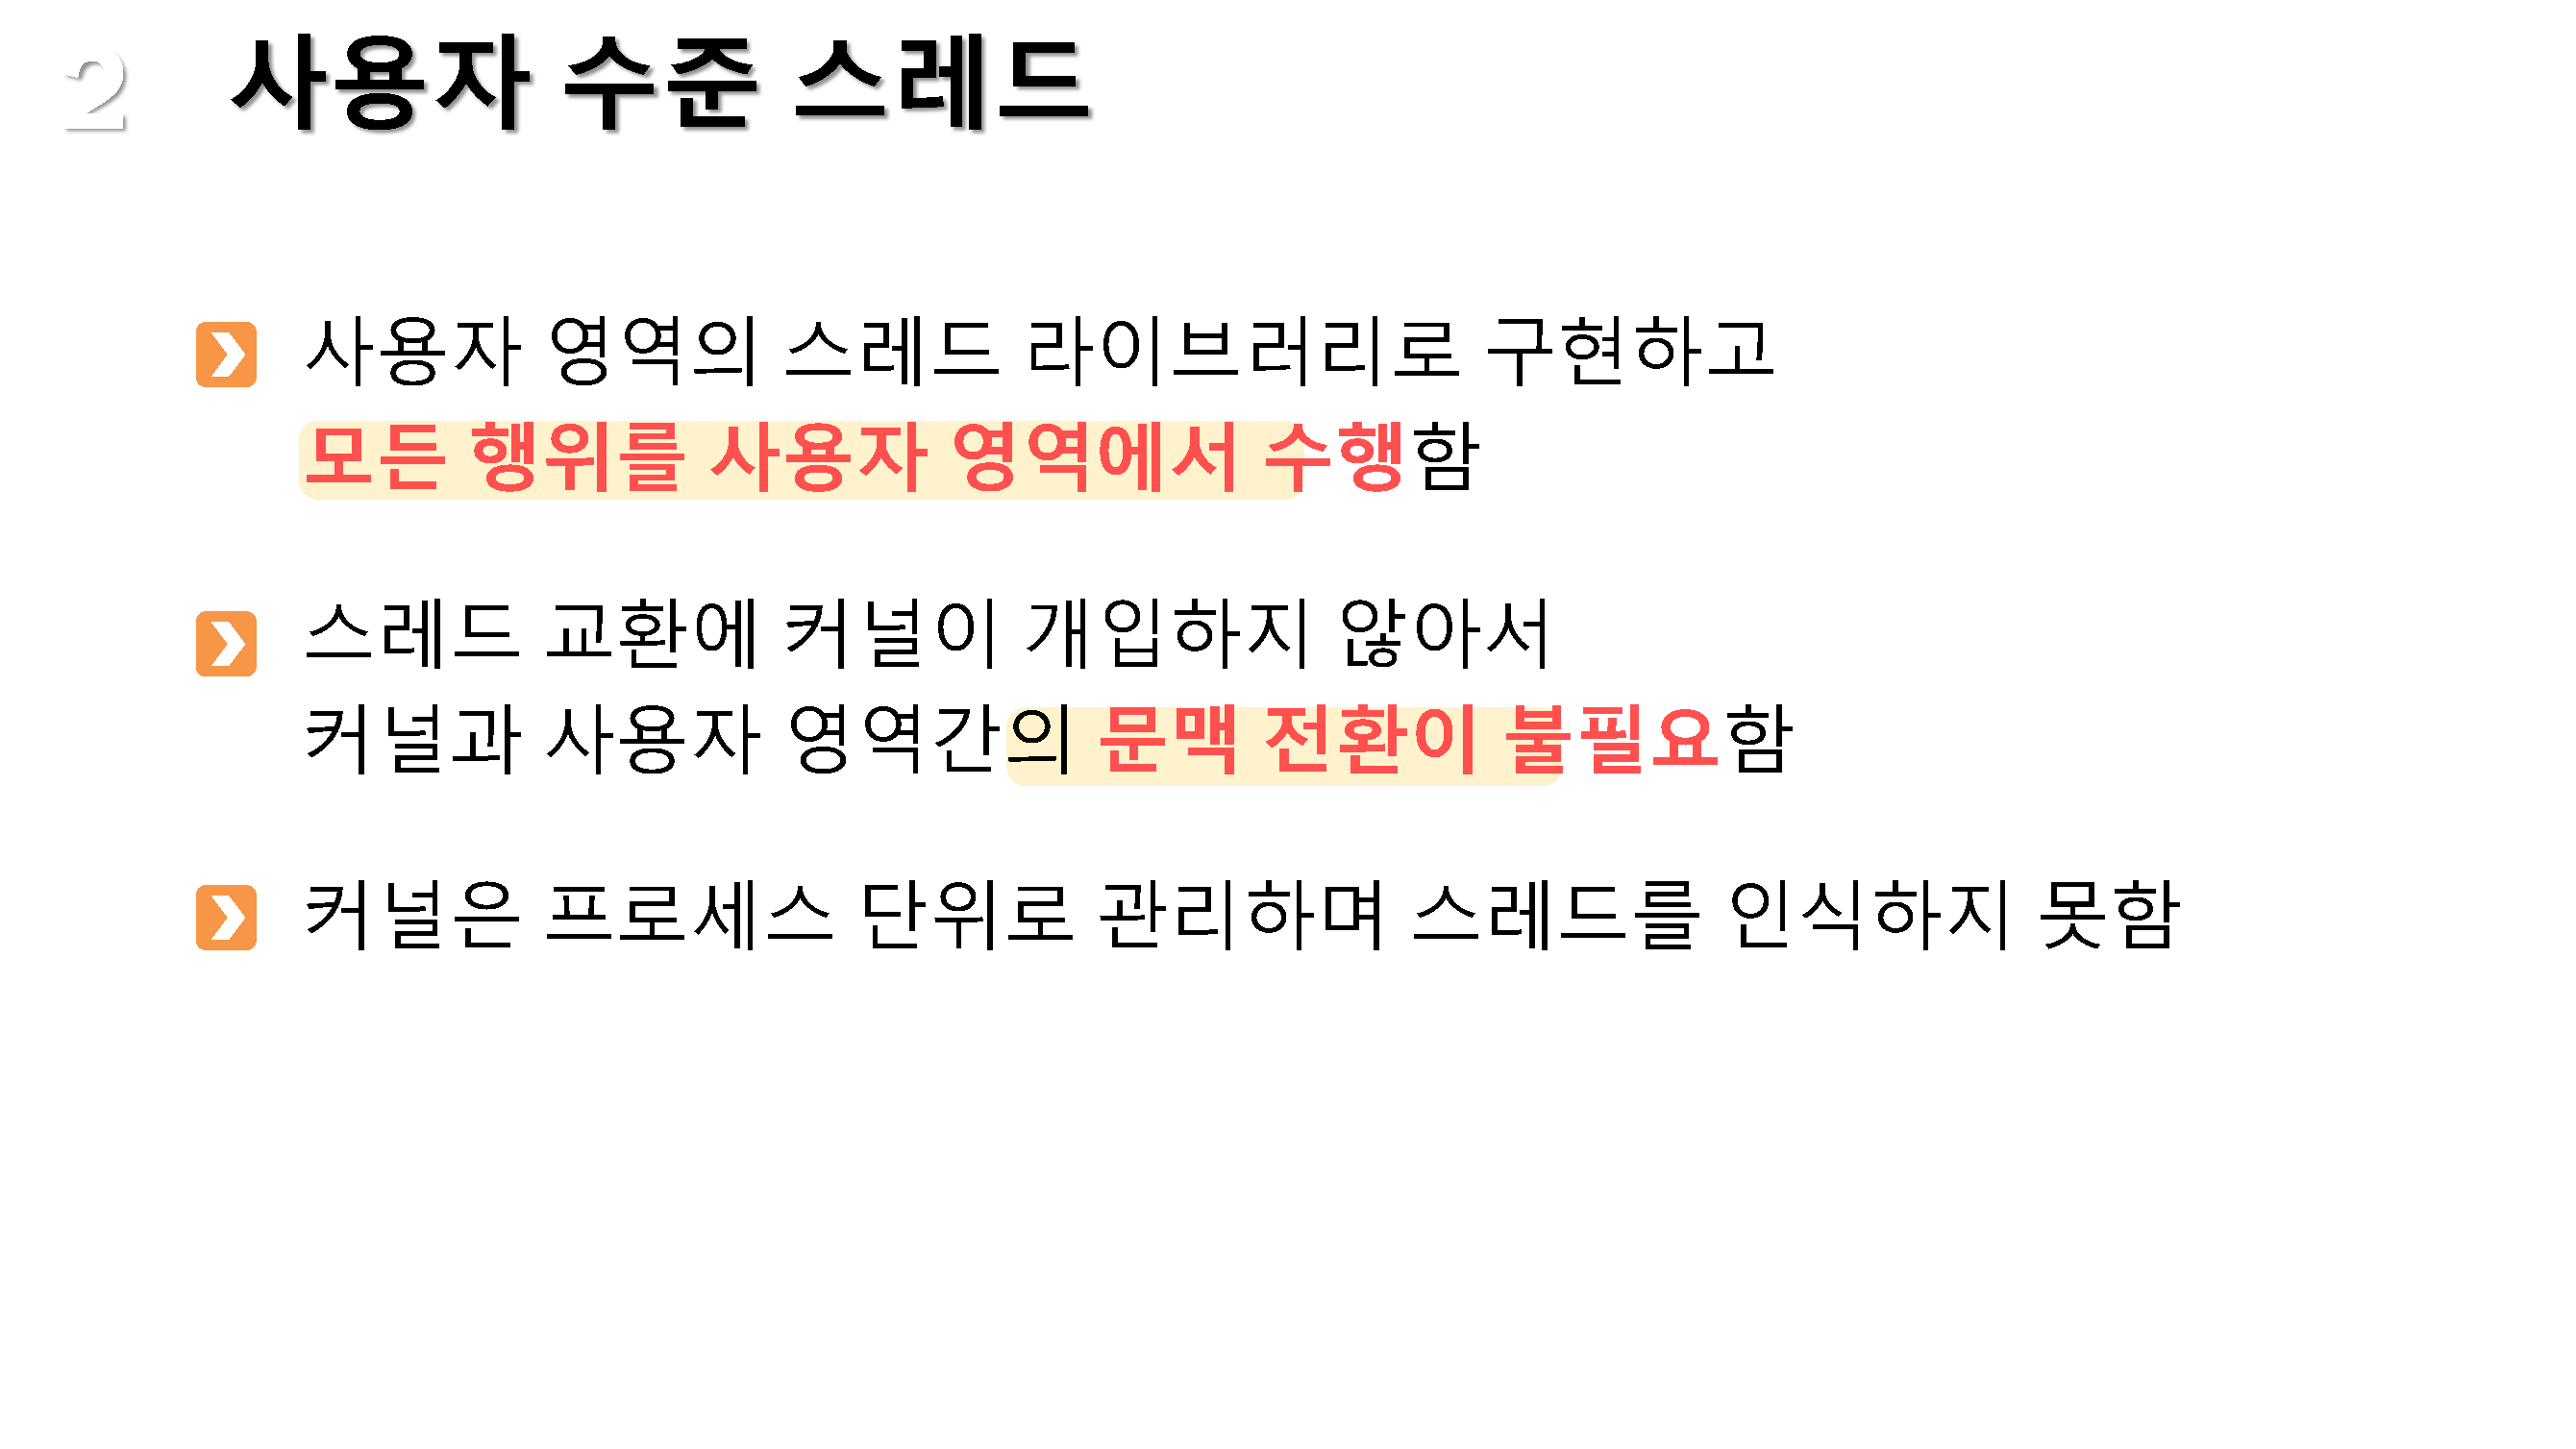 2 사용자 수준 스레드
사용자 영역의 스레드 라이브러리로 구현하고
모든 행위를 사용자 영역에서 수행함
스레드 교환에 커널이 개입하지 않아서
커널과 사용자 영역간의 문맥 전환이 불필요함
커널은 프로세스 단위로 관리하며 스레드를 인식하지 못함